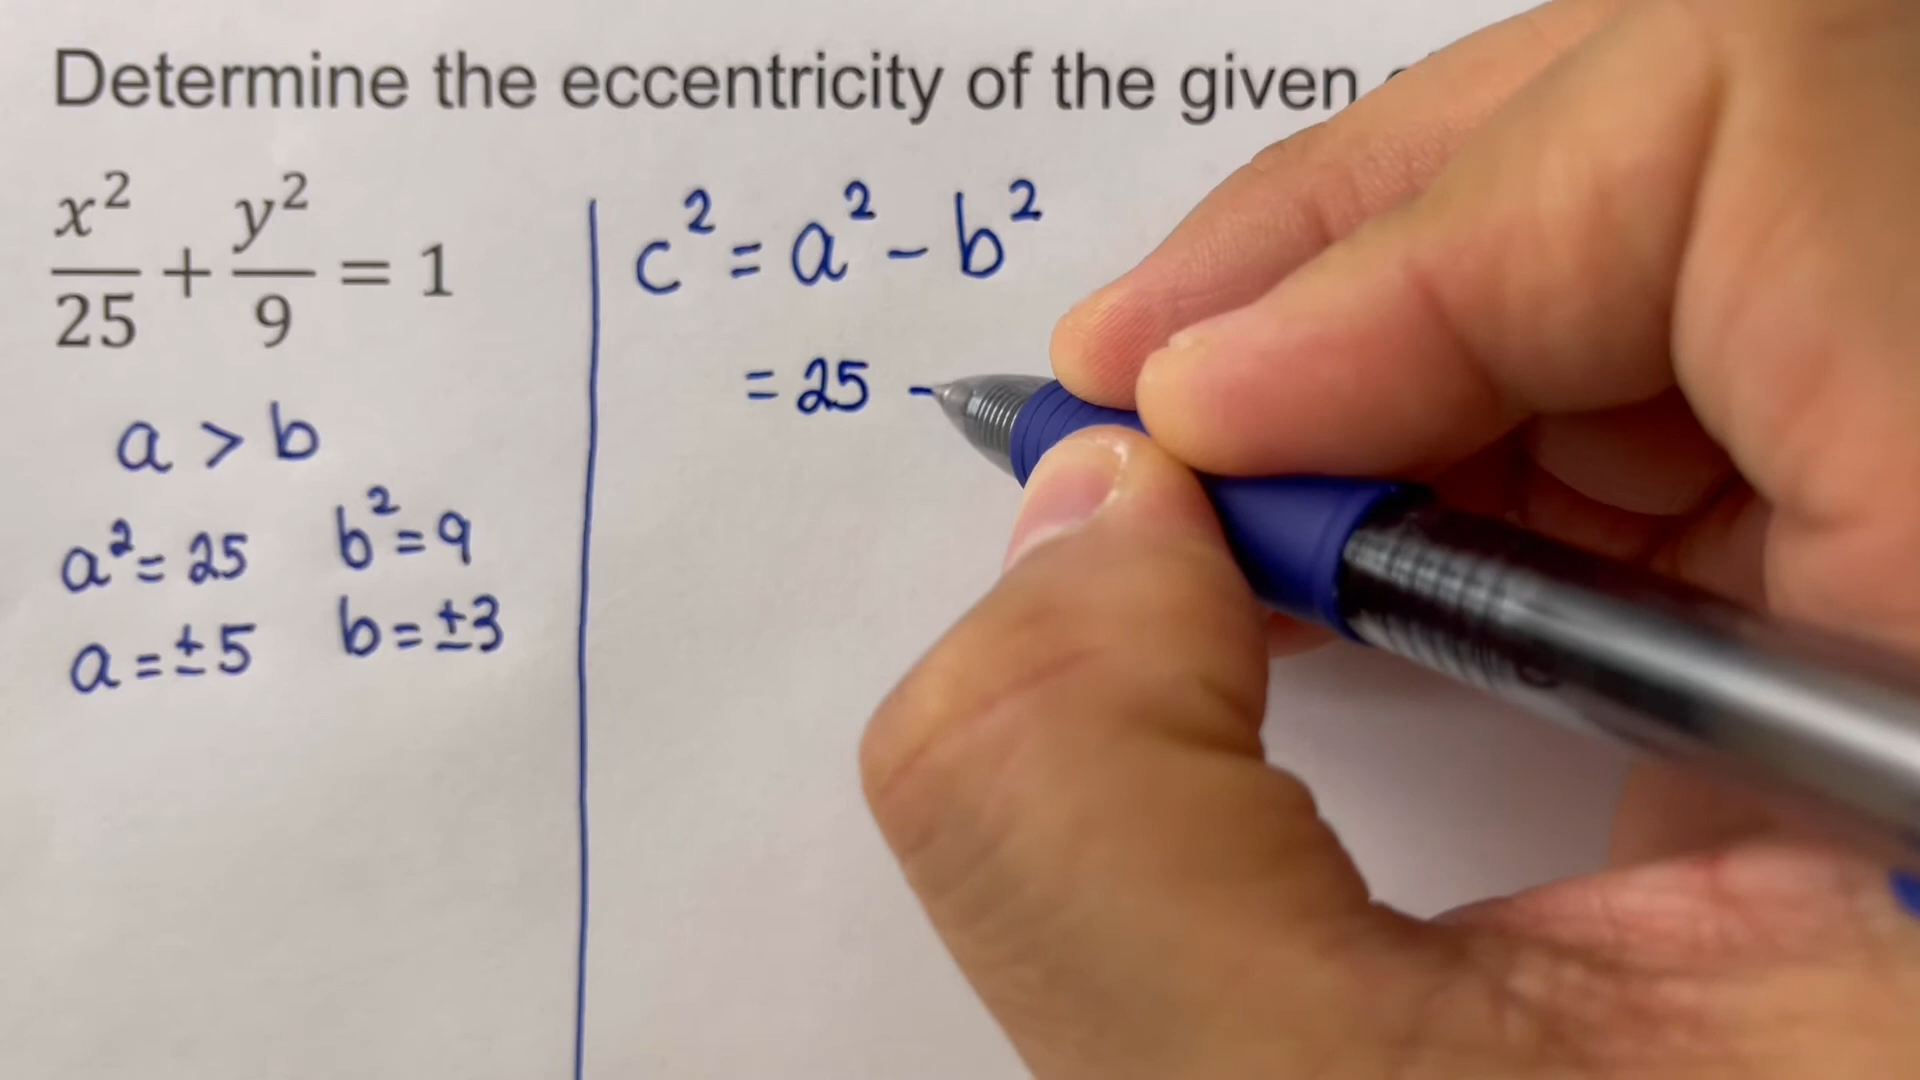 Determine the eccentricity of the given
x²/25 + y²/9 = 1
a > b
a² = 25 b² = 9
a = ±5 b = ±3
c² = a² - b²
= 25 -